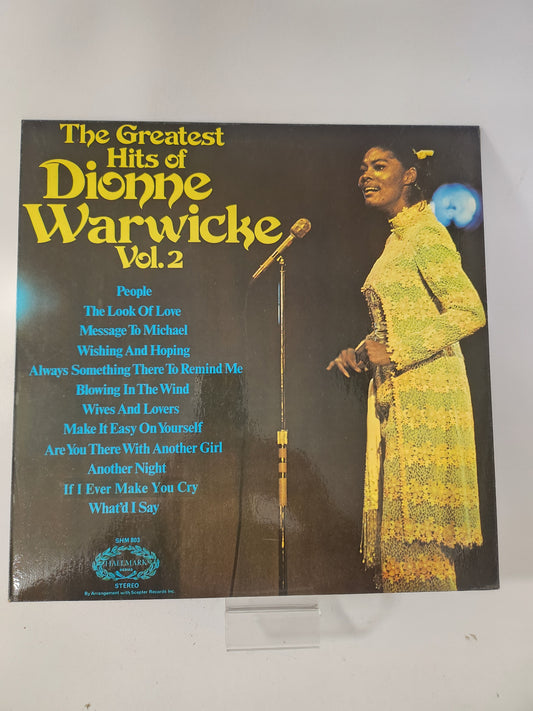 The Greatest
Hits of
Dionne
Warwicke
Vol.2
People
The Look Of Love
Message To Michael
Wishing And Hoping
Always Something There To Remind Me
Blowing In The Wind
Wives And Lovers
Make It Easy On Yourself
Are You There With Another Girl
Another Night
If I Ever Make You Cry
What'd I Say
SHM 803
HALLMARK
SERIES
STEREO
By Arrangement with Scepter Records Inc.